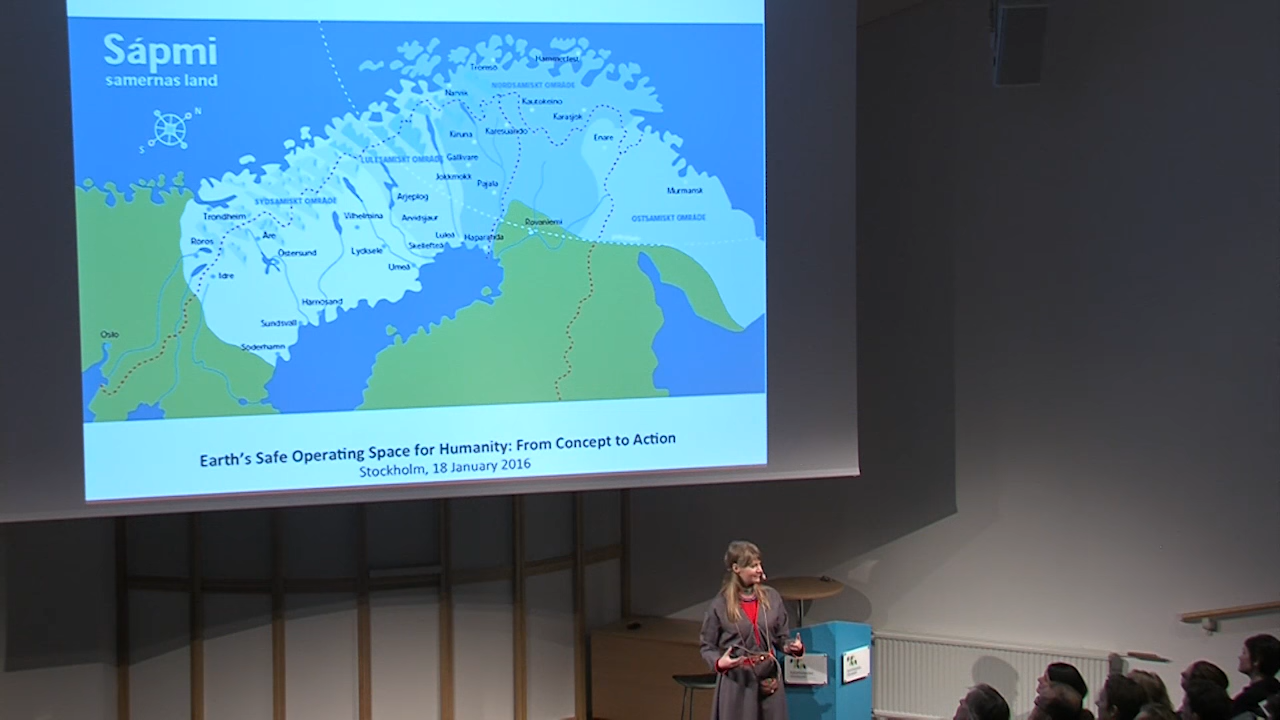 Sápmi
samernas land
N
S
Hammerfest
Tromsö
NORDSAMISKT OMRÅDE
Narvik
Kautokeino
Karasjok
Kiruna
Karesuando
Enare
LULESAMISKT OMRÅDE
Gällivare
Jokkmokk
Pajala
Murmansk
Arjeplog
SYDSAMISKT OMRÅDE
Trondheim
Vilhelmina
Arvidsjaur
Rovaniemi
ÖSTSAMISKT OMRÅDE
Åre
Luleå
Haparanda
Röros
Östersund
Lycksele
Skellefteå
Idre
Umeå
Härnösand
Sundsvall
Oslo
Söderhamn
Earth's Safe Operating Space for Humanity: From Concept to Action
Stockholm, 18 January 2016